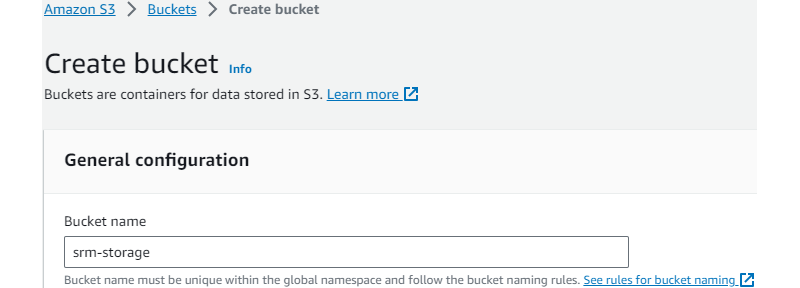 Amazon S3 > Buckets > Create bucket
Create bucket Info
Buckets are containers for data stored in S3. Learn more
General configuration
Bucket name
srm-storage
Bucket name must be unique within the global namespace and follow the bucket naming rules. See rules for bucket naming